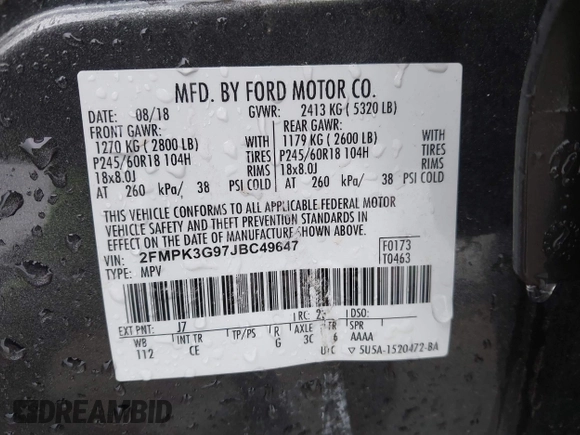 MFD. BY FORD MOTOR CO.
DATE: 08/18 GVWR: 2413 KG ( 5320 LB)
FRONT GAWR: REAR GAWR:
1270 KG ( 2800 LB) WITH 1179 KG ( 2600 LB) WITH
P245/60R18 104H TIRES P245/60R18 104H TIRES
18x8.0J RIMS 18x8.0J RIMS
AT 260 kPa/ 38 PSI COLD AT 260 kPa/ 38 PSI COLD
THIS VEHICLE CONFORMS TO ALL APPLICABLE FEDERAL MOTOR
VEHICLE SAFETY AND THEFT PREVENTION STANDARDS IN
EFFECT ON THE DATE OF MANUFACTURE SHOWN ABOVE.
VIN: 2FMPK3G97JBC49647 F0173
TYPE: MPV T0463
EXT PNT: J7 RC: DSO:
WB INT TR TP/PS R AXLE TR SPR
112 CE G 3C 6 AAAA
5U5A-1520472-BA
DREAMBID